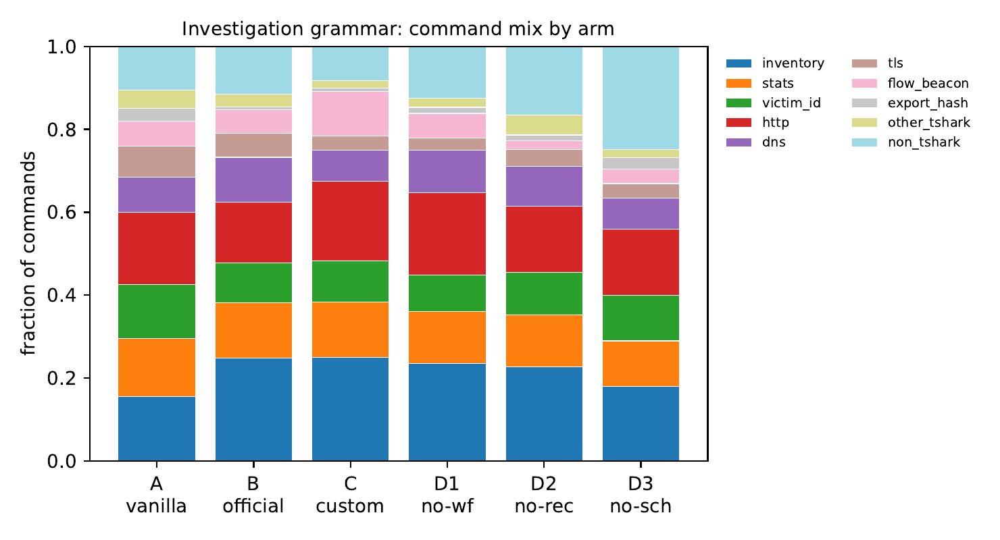 Investigation grammar: command mix by arm
fraction of commands
1.0
0.8
0.6
0.4
0.2
0.0
A
vanilla
B
official
C
custom
D1
no-wf
D2
no-rec
D3
no-sch
inventory
stats
victim_id
http
dns
tls
flow_beacon
export_hash
other_tshark
non_tshark